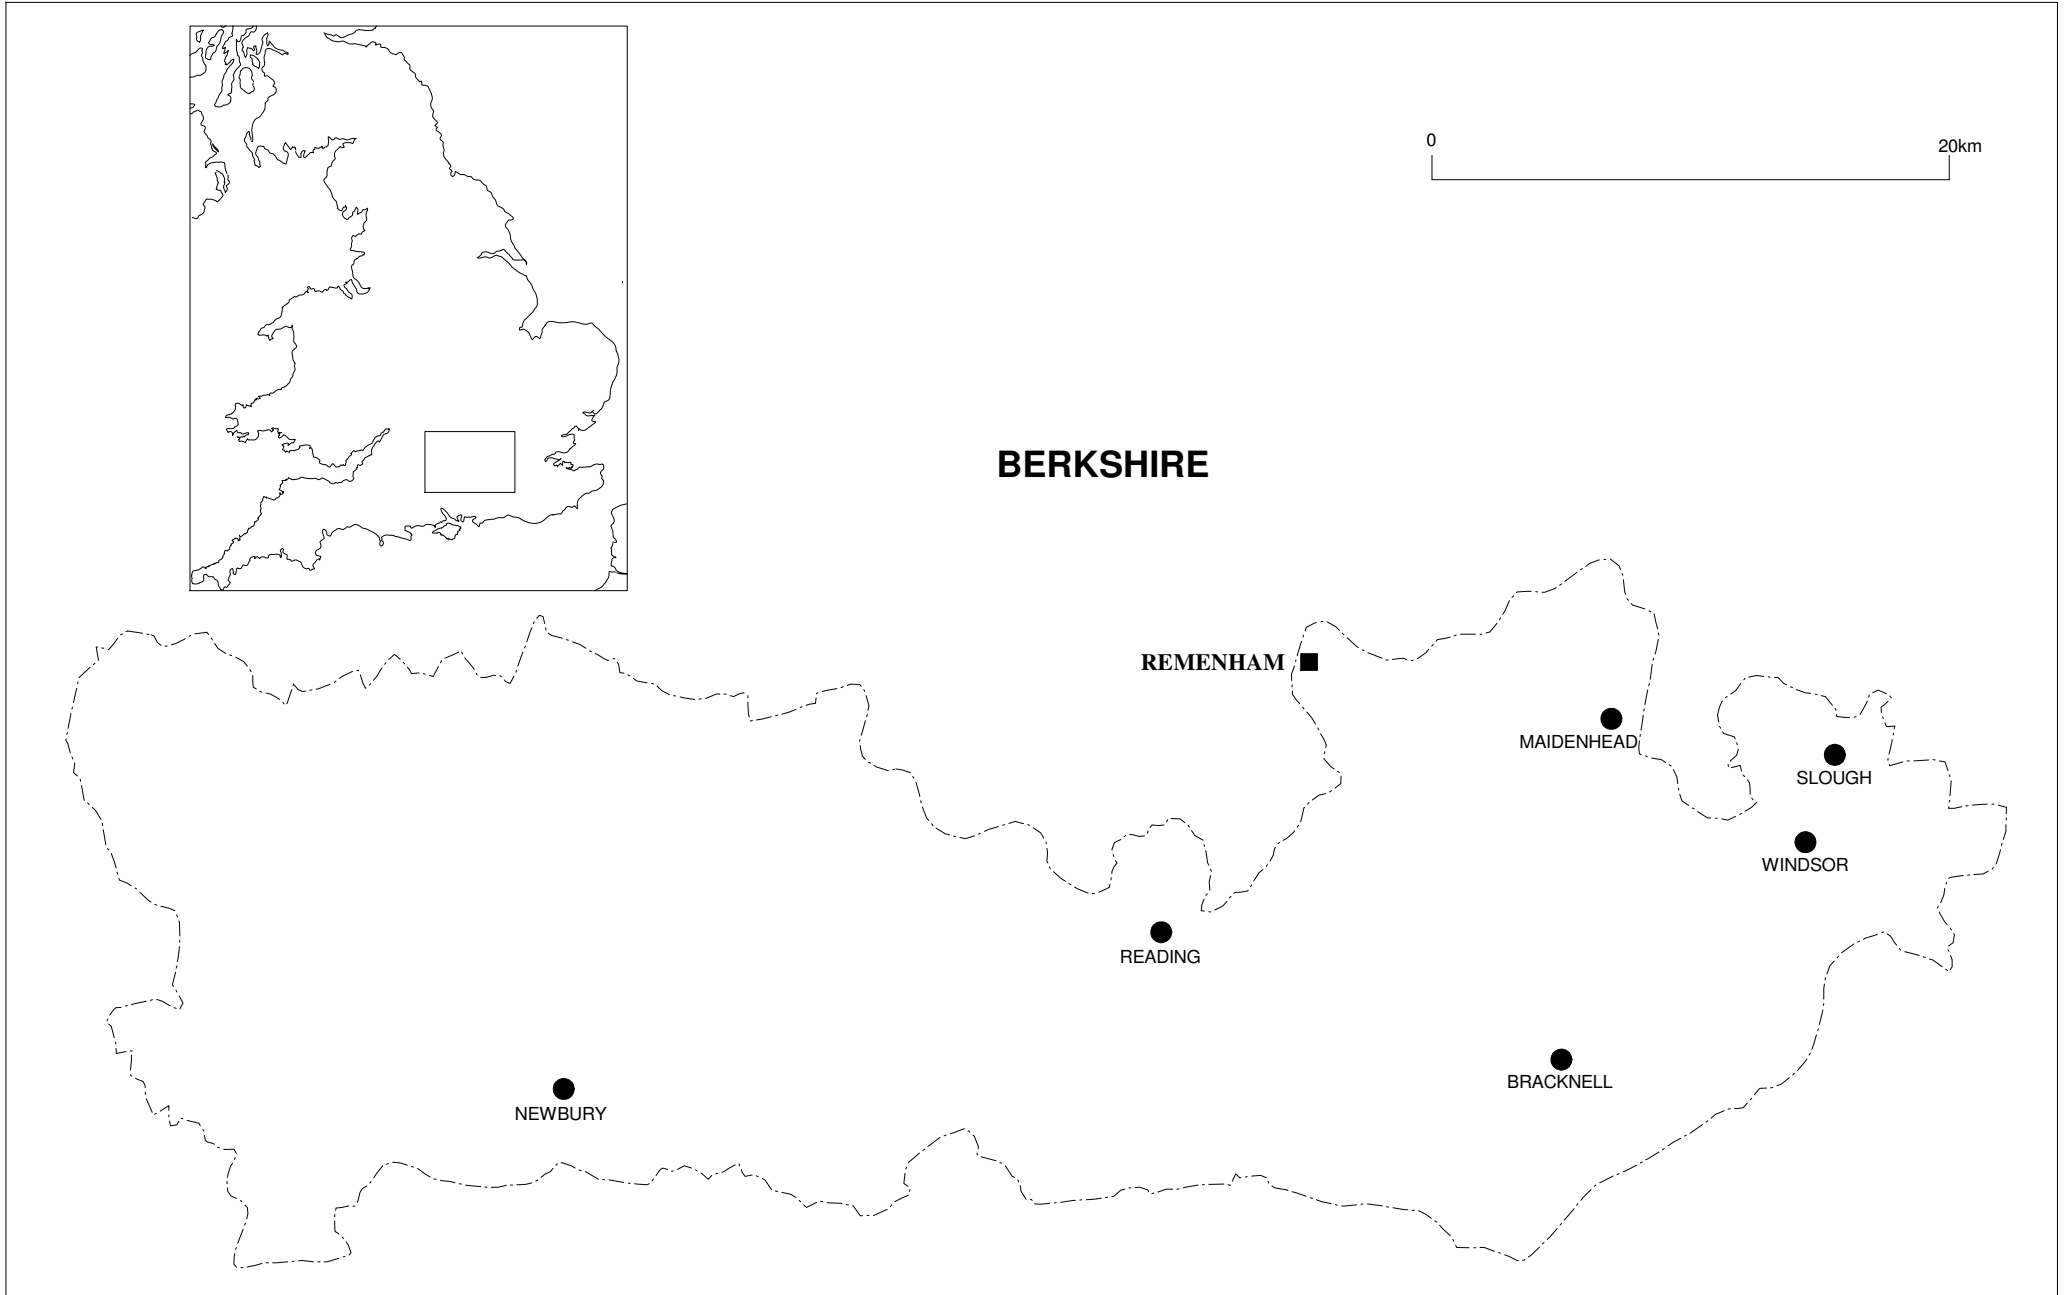 0
20km
BERKSHIRE
REMENHAM
MAIDENHEAD
SLOUGH
WINDSOR
READING
BRACKNELL
NEWBURY